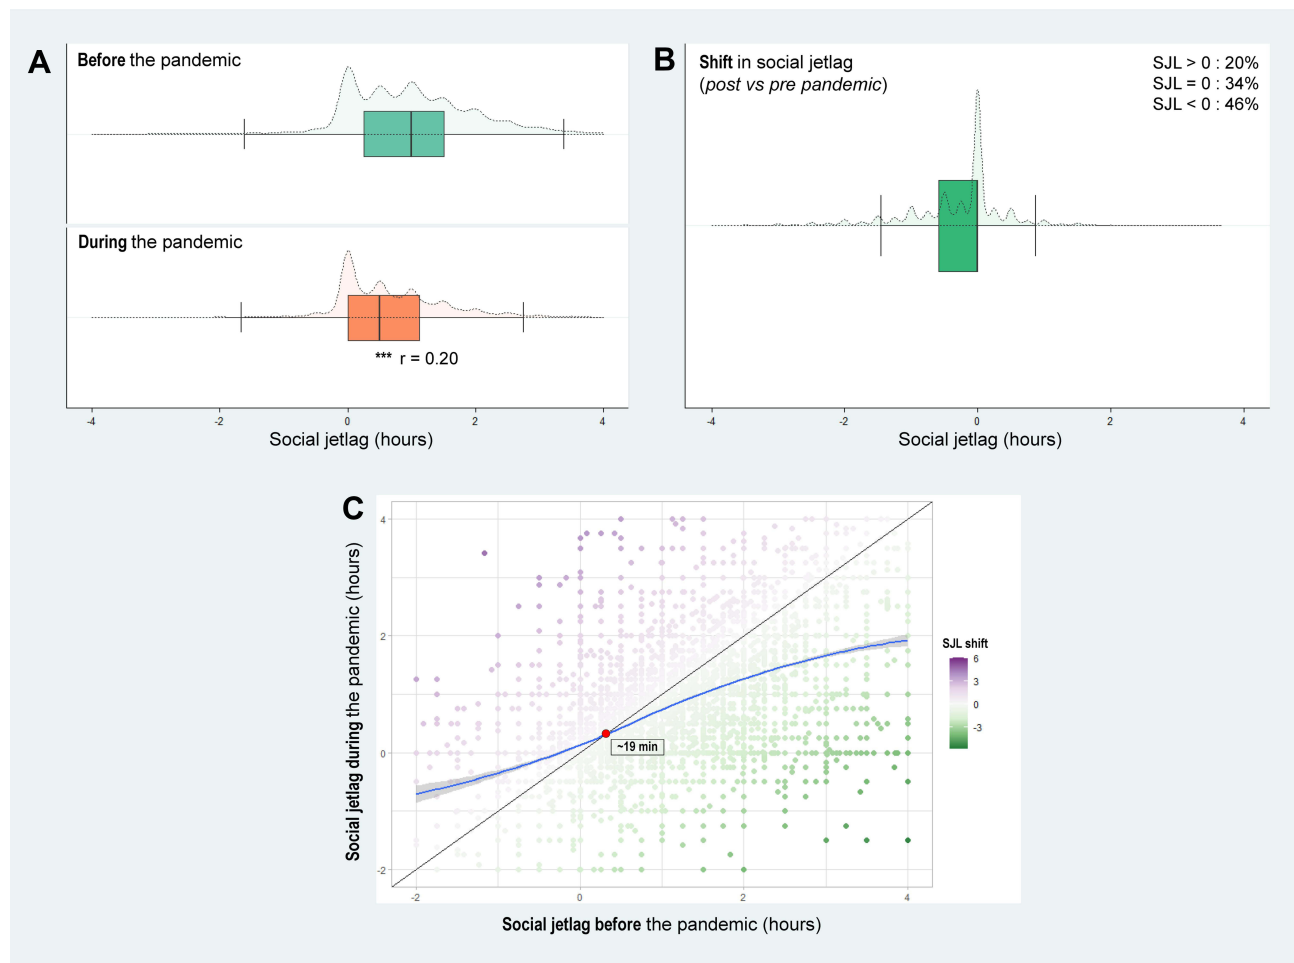 A
Before the pandemic
During the pandemic
*** r = 0.20
-4 -2 0 2 4
Social jetlag (hours)
B
Shift in social jetlag
(post vs pre pandemic)
SJL > 0 : 20%
SJL = 0 : 34%
SJL < 0 : 46%
-4 -2 0 2 4
Social jetlag (hours)
C
Social jetlag during the pandemic (hours)
4
2
0
-2
~19 min
-2 0 2 4
Social jetlag before the pandemic (hours)
SJL shift
6
3
0
-3